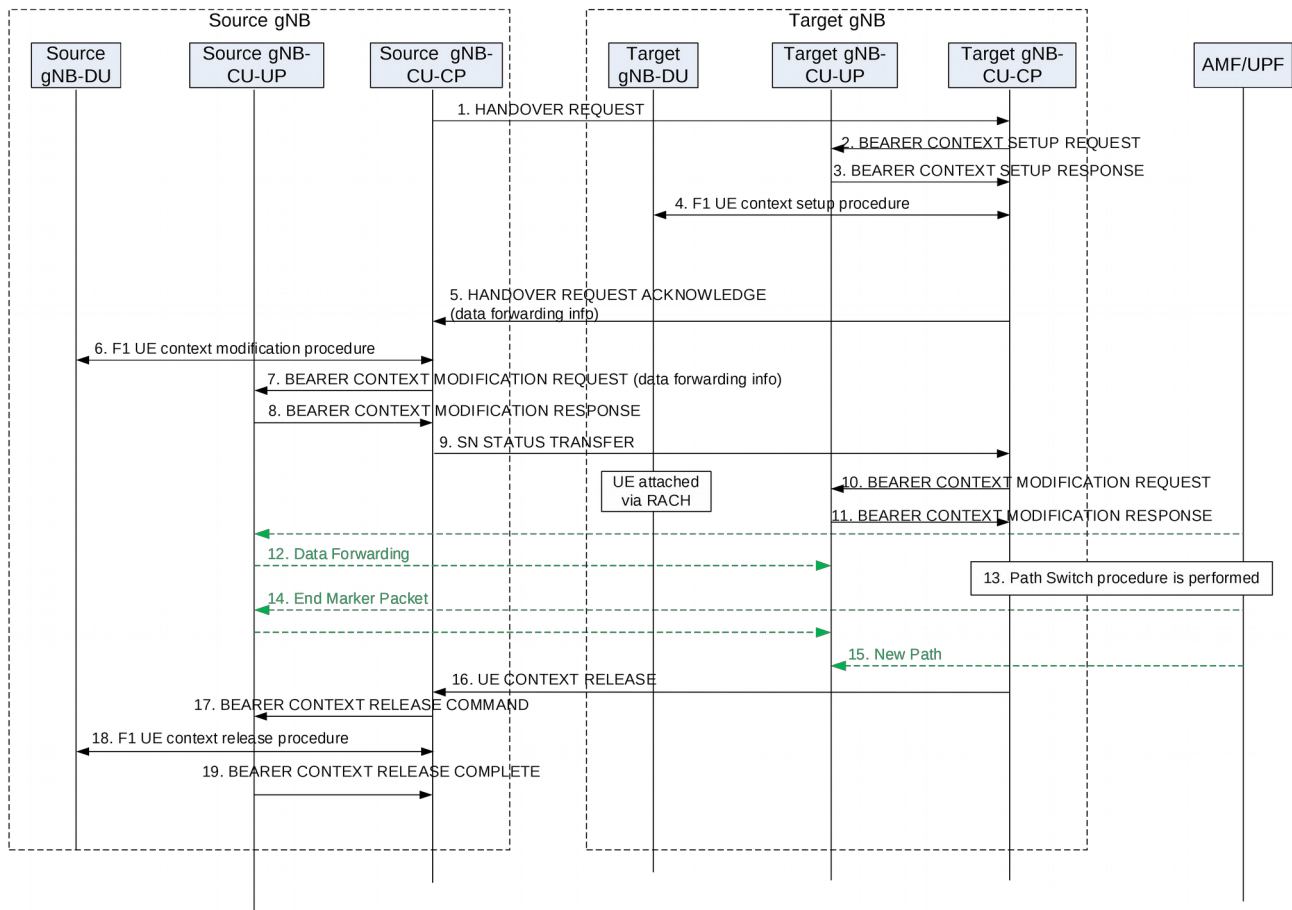 Source gNB
Target gNB
Source
gNB-DU
Source gNB-
CU-UP
Source gNB-
CU-CP
Target
gNB-DU
Target gNB-
CU-UP
Target gNB-
CU-CP
AMF/UPF
1. HANDOVER REQUEST
2. BEARER CONTEXT SETUP REQUEST
3. BEARER CONTEXT SETUP RESPONSE
4. F1 UE context setup procedure
5. HANDOVER REQUEST ACKNOWLEDGE
(data forwarding info)
6. F1 UE context modification procedure
7. BEARER CONTEXT MODIFICATION REQUEST (data forwarding info)
8. BEARER CONTEXT MODIFICATION RESPONSE
9. SN STATUS TRANSFER
UE attached
via RACH
10. BEARER CONTEXT MODIFICATION REQUEST
11. BEARER CONTEXT MODIFICATION RESPONSE
12. Data Forwarding
13. Path Switch procedure is performed
14. End Marker Packet
15. New Path
16. UE CONTEXT RELEASE
17. BEARER CONTEXT RELEASE COMMAND
18. F1 UE context release procedure
19. BEARER CONTEXT RELEASE COMPLETE